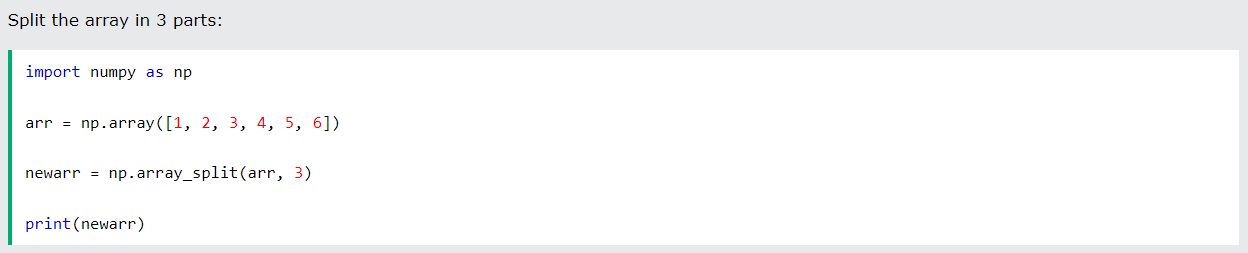 Split the array in 3 parts:
import numpy as np
arr = np.array([1, 2, 3, 4, 5, 6])
newarr = np.array_split(arr, 3)
print(newarr)